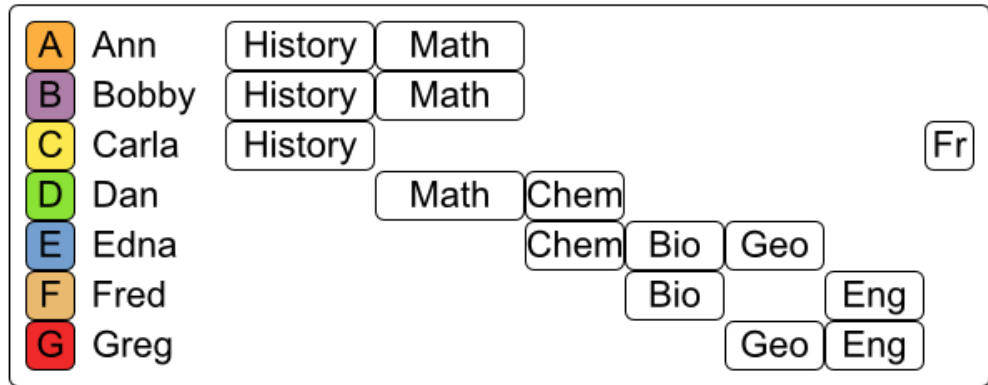 A Ann History Math
B Bobby History Math
C Carla History Fr
D Dan Math Chem
E Edna Chem Bio Geo
F Fred Bio Eng
G Greg Geo Eng